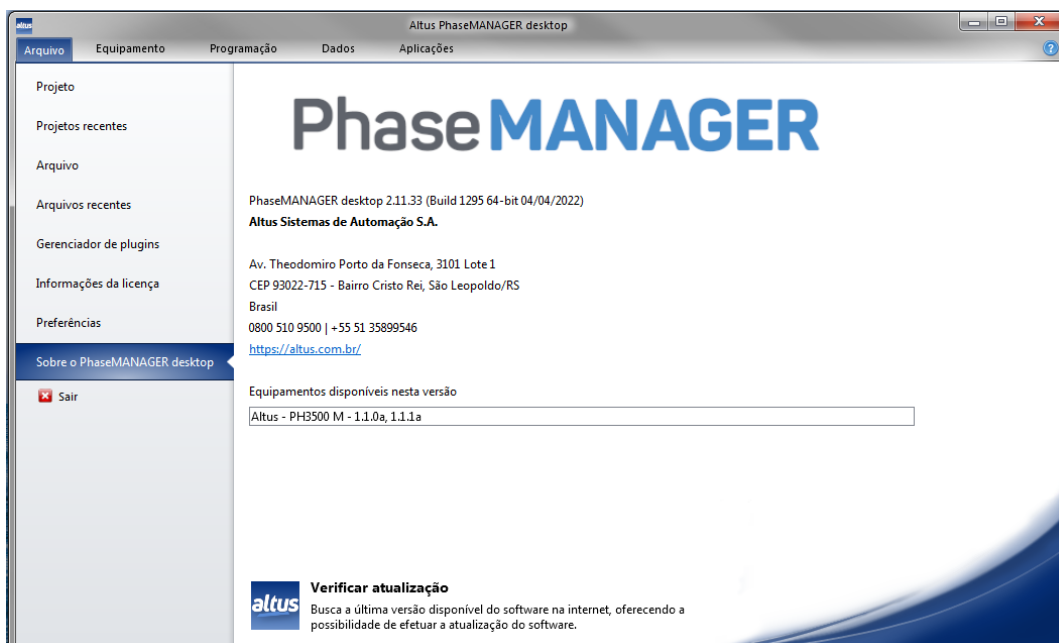 altus
Altus PhaseMANAGER desktop
Arquivo Equipamento Programação Dados Aplicações
?
Projeto
Projetos recentes
Arquivo
Arquivos recentes
Gerenciador de plugins
Informações da licença
Preferências
Sobre o PhaseMANAGER desktop
Sair
PhaseMANAGER
PhaseMANAGER desktop 2.11.33 (Build 1295 64-bit 04/04/2022)
Altus Sistemas de Automação S.A.
Av. Theodomiro Porto da Fonseca, 3101 Lote 1
CEP 93022-715 - Bairro Cristo Rei, São Leopoldo/RS
Brasil
0800 510 9500 | +55 51 35899546
https://altus.com.br/
Equipamentos disponíveis nesta versão
Altus - PH3500 M - 1.1.0a, 1.1.1a
altus
Verificar atualização
Busca a última versão disponível do software na internet, oferecendo a
possibilidade de efetuar a atualização do software.